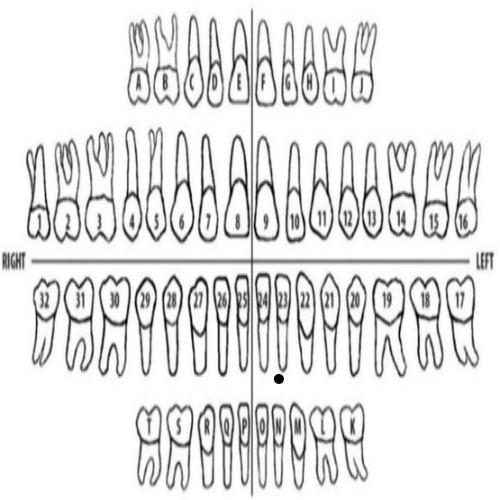 A B C D E F G H I J
1 2 3 4 5 6 7 8 9 10 11 12 13 14 15 16
RIGHT LEFT
32 31 30 29 28 27 26 25 24 23 22 21 20 19 18 17
T S R Q P O N M L K